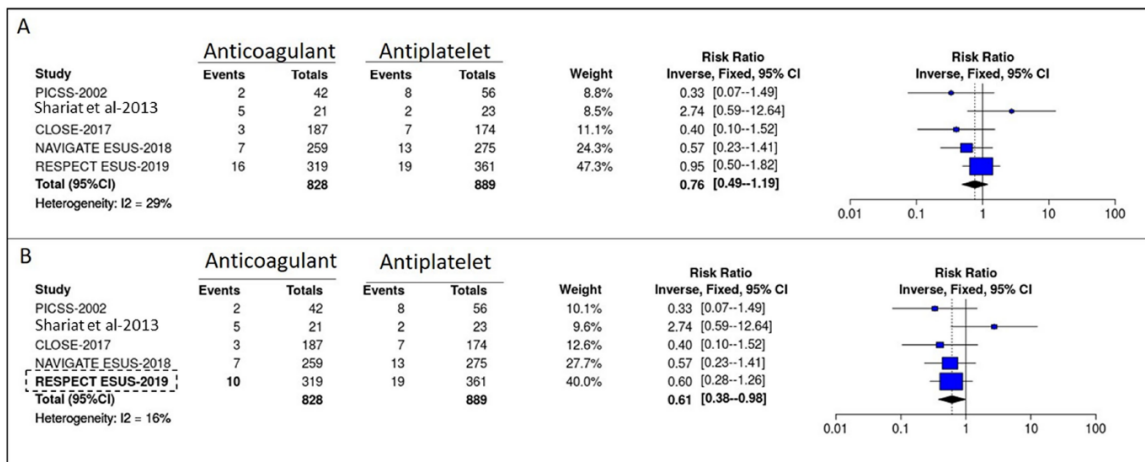 A
Anticoagulant Antiplatelet Risk Ratio Risk Ratio
Study Events Totals Events Totals Weight Inverse, Fixed, 95% CI Inverse, Fixed, 95% CI
PICSS-2002 2 42 8 56 8.8% 0.33 [0.07--1.49]
Shariat et al-2013 5 21 2 23 8.5% 2.74 [0.59--12.64]
CLOSE-2017 3 187 7 174 11.1% 0.40 [0.10--1.52]
NAVIGATE ESUS-2018 7 259 13 275 24.3% 0.57 [0.23--1.41]
RESPECT ESUS-2019 16 319 19 361 47.3% 0.95 [0.50--1.82]
Total (95%CI) 828 889 0.76 [0.49--1.19]
Heterogeneity: I2 = 29%
0.01 0.1 1 10 100
B
Anticoagulant Antiplatelet Risk Ratio Risk Ratio
Study Events Totals Events Totals Weight Inverse, Fixed, 95% CI Inverse, Fixed, 95% CI
PICSS-2002 2 42 8 56 10.1% 0.33 [0.07--1.49]
Shariat et al-2013 5 21 2 23 9.6% 2.74 [0.59--12.64]
CLOSE-2017 3 187 7 174 12.6% 0.40 [0.10--1.52]
NAVIGATE ESUS-2018 7 259 13 275 27.7% 0.57 [0.23--1.41]
RESPECT ESUS-2019 10 319 19 361 40.0% 0.60 [0.28--1.26]
Total (95%CI) 828 889 0.61 [0.38--0.98]
Heterogeneity: I2 = 16%
0.01 0.1 1 10 100